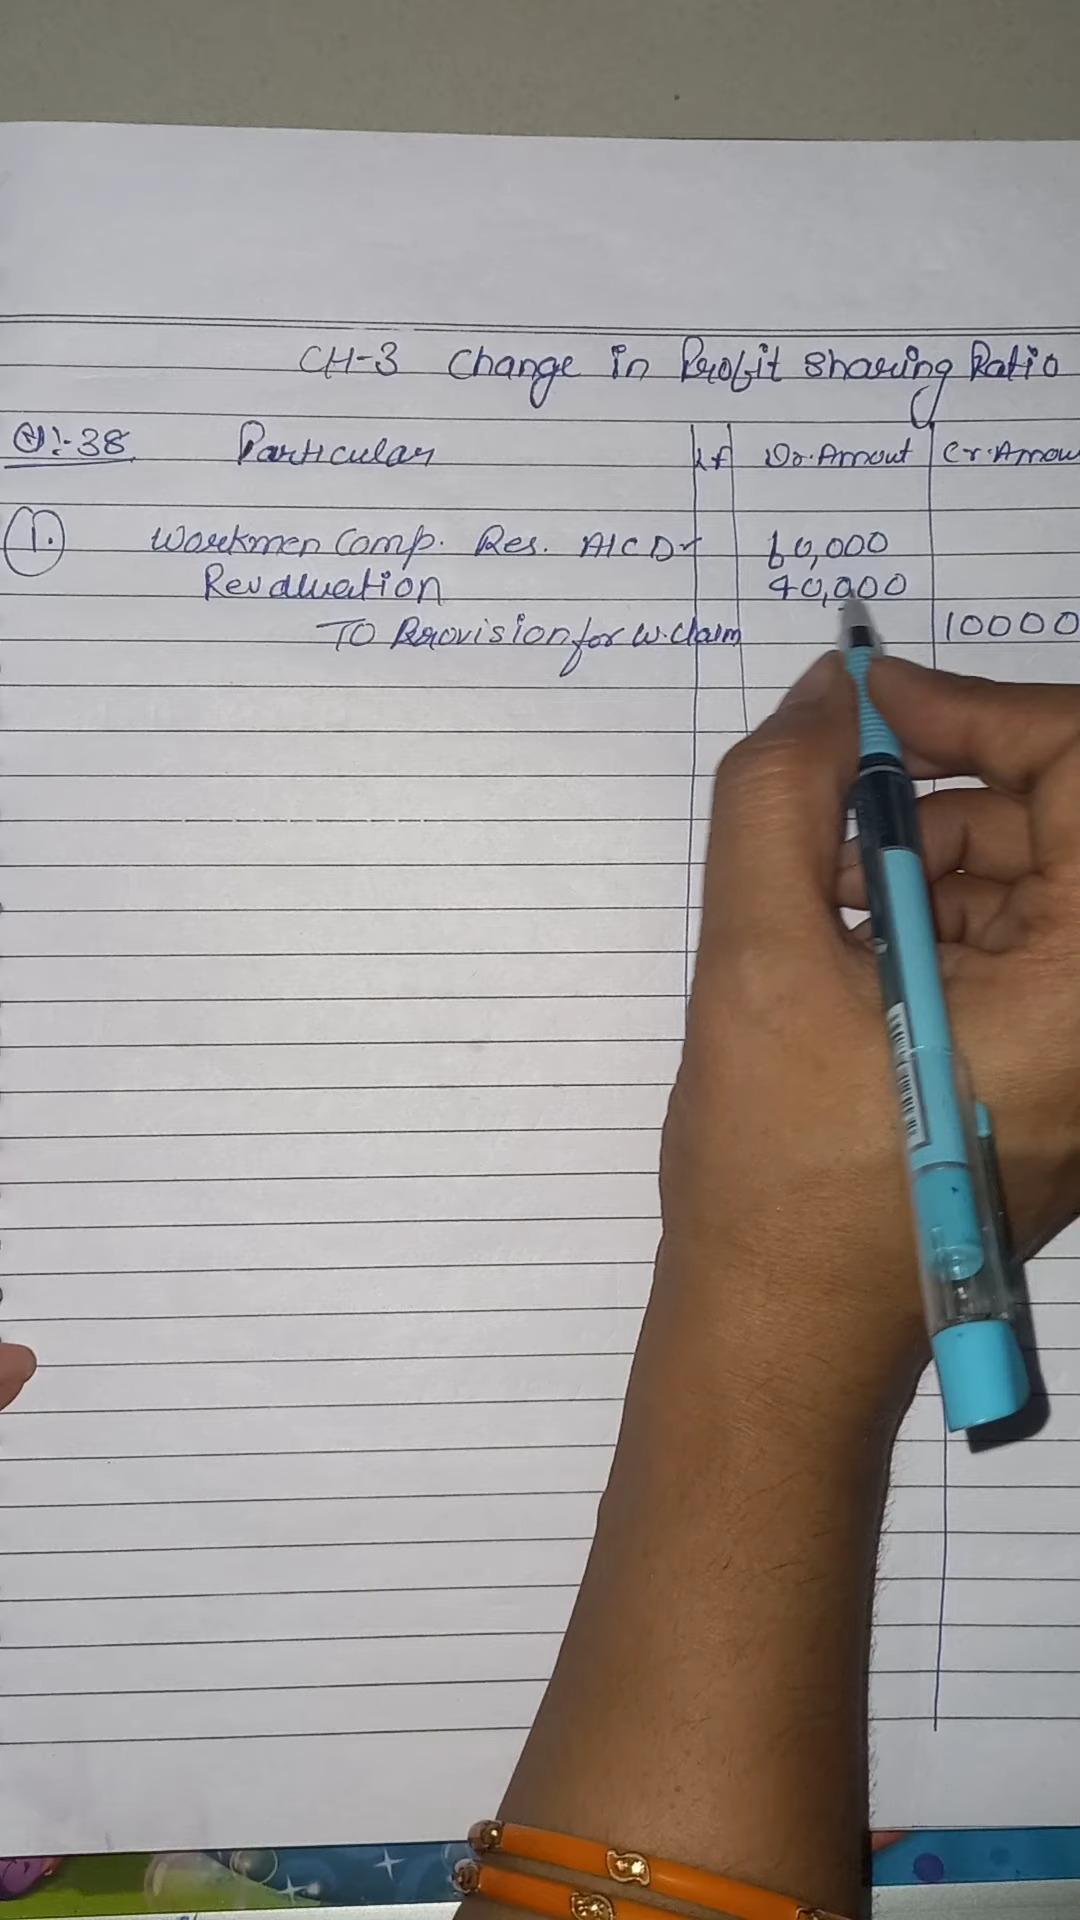 CH-3 Change in Profit Sharing Ratio
Q:-38 Particular Lf Dr. Amout Cr. Amou
1. Workmen Comp. Res. A/C Dr 60,000
Revaluation 40,000
TO Provision for W. Claim 10000